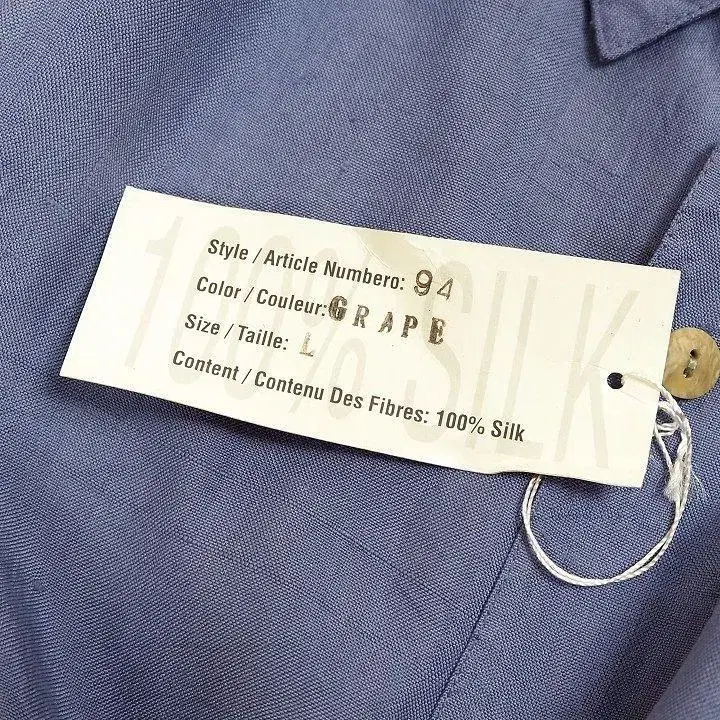 100% SILK
Style / Article Numbero: 94
Color / Couleur: GRAPE
Size / Taille: L
Content / Contenu Des Fibres: 100% Silk